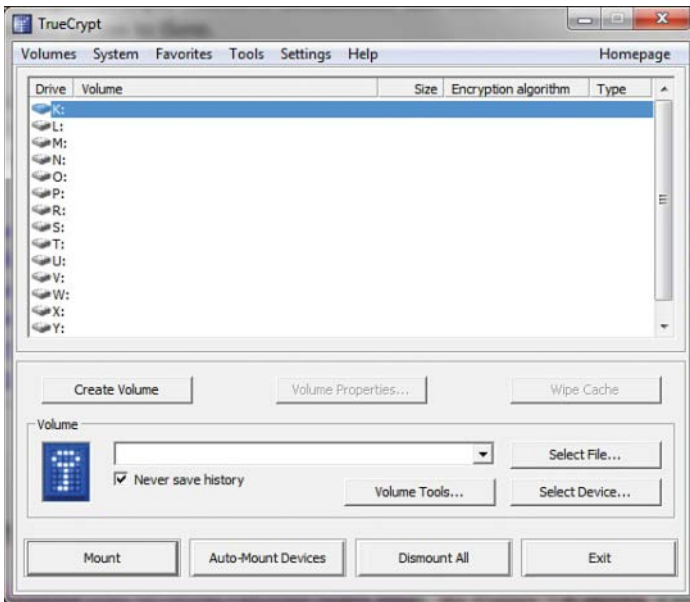 TrueCrypt
Volumes System Favorites Tools Settings Help Homepage
Drive Volume Size Encryption algorithm Type
K:
L:
M:
N:
O:
P:
R:
S:
T:
U:
V:
W:
X:
Y:
Create Volume Volume Properties... Wipe Cache
Volume
Select File...
Never save history
Volume Tools... Select Device...
Mount Auto-Mount Devices Dismount All Exit